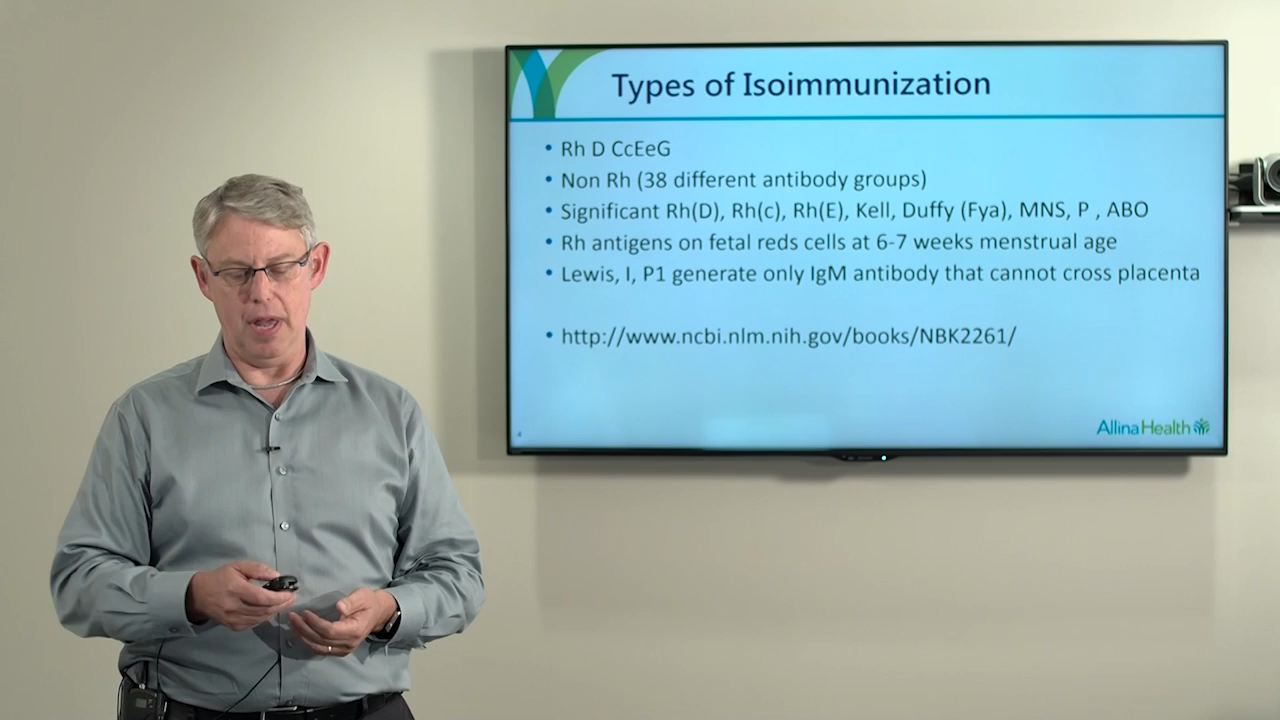 Types of Isoimmunization
• Rh D CcEeG
• Non Rh (38 different antibody groups)
• Significant Rh(D), Rh(c), Rh(E), Kell, Duffy (Fya), MNS, P , ABO
• Rh antigens on fetal reds cells at 6-7 weeks menstrual age
• Lewis, I, P1 generate only IgM antibody that cannot cross placenta
• http://www.ncbi.nlm.nih.gov/books/NBK2261/
AllinaHealth